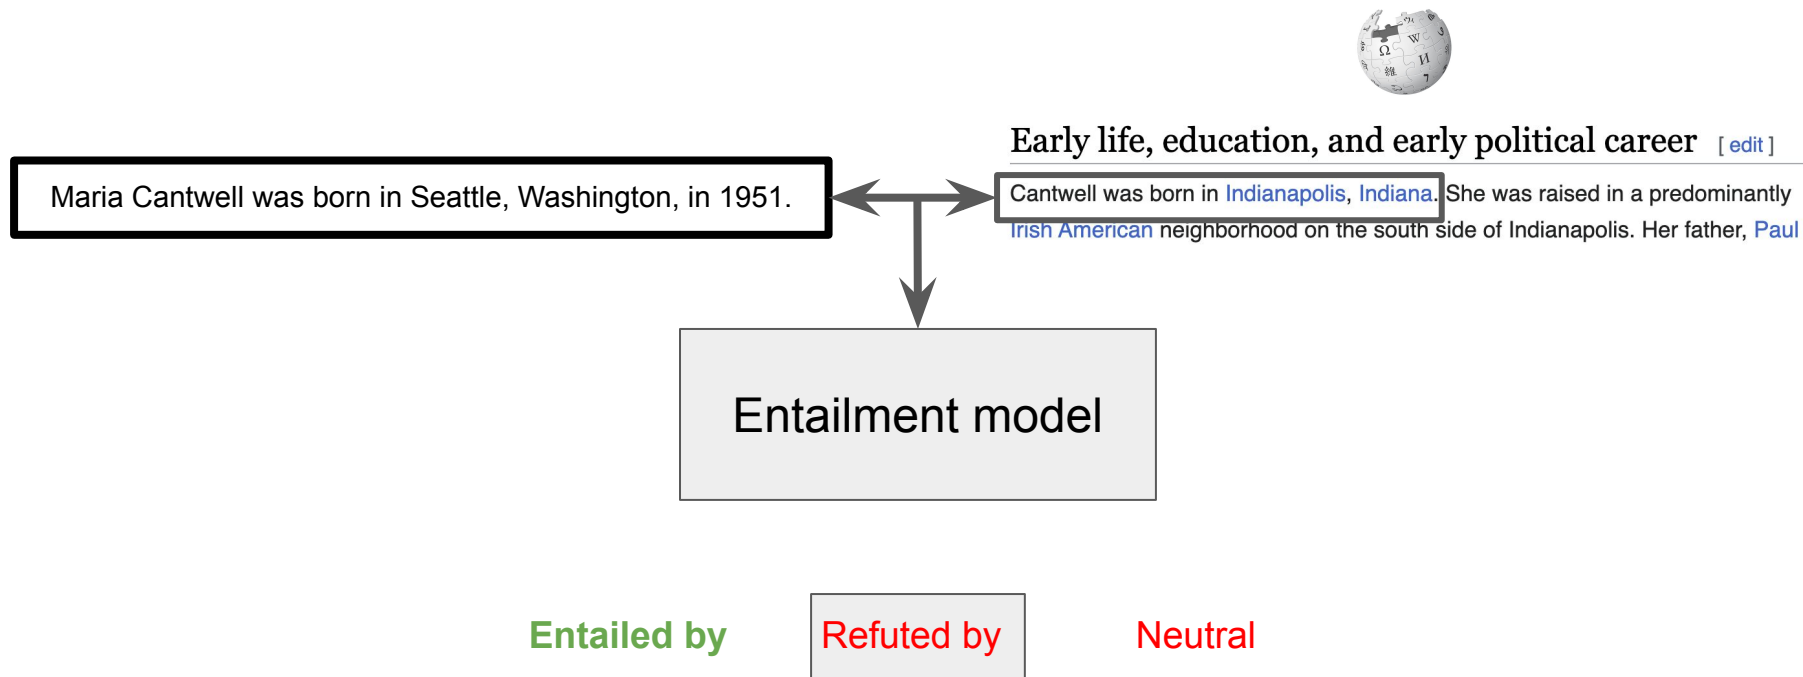 Early life, education, and early political career [ edit ]
Maria Cantwell was born in Seattle, Washington, in 1951.
Cantwell was born in Indianapolis, Indiana. She was raised in a predominantly
Irish American neighborhood on the south side of Indianapolis. Her father, Paul
Entailment model
Entailed by
Refuted by
Neutral